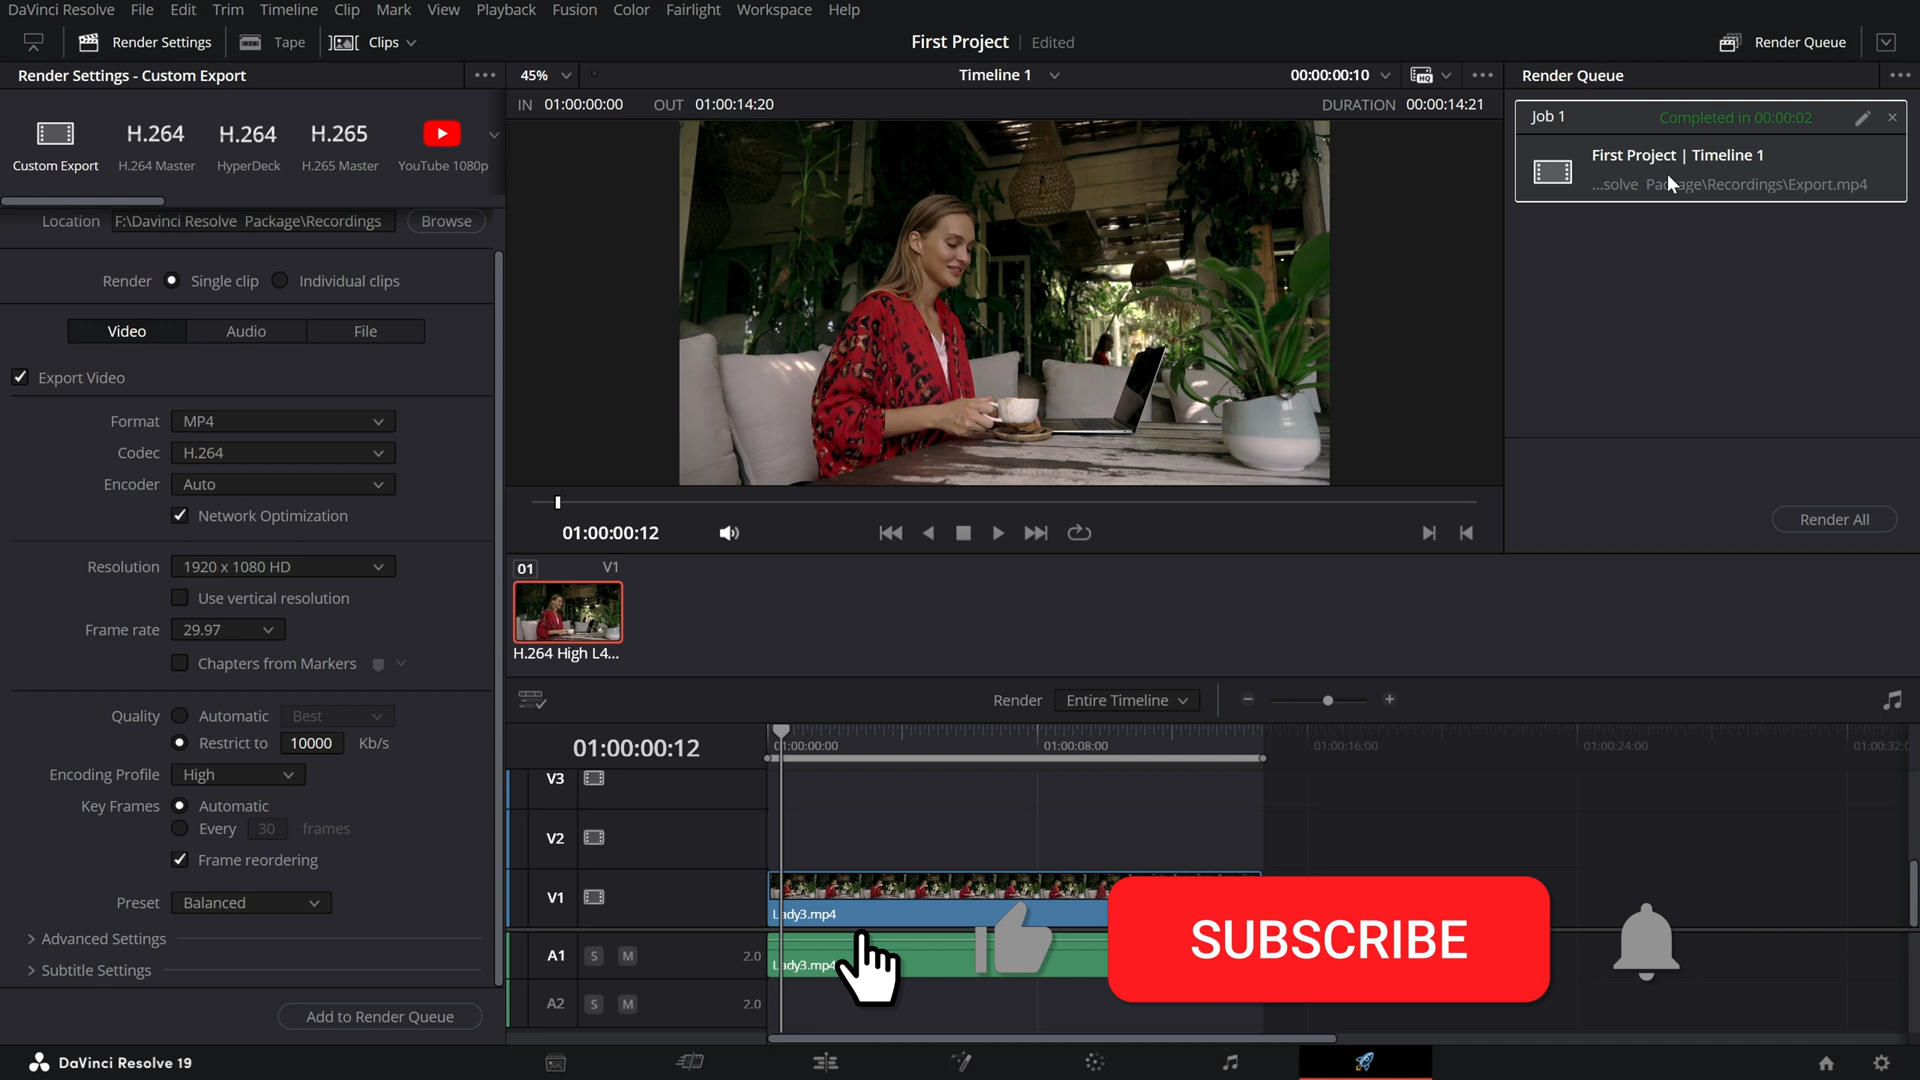 DaVinci Resolve File Edit Trim Timeline Clip Mark View Playback Fusion Color Fairlight Workspace Help
Render Settings Tape Clips First Project Edited Render Queue
Render Settings - Custom Export 45% Timeline 1 00:00:00:10 HQ Render Queue
IN 01:00:00:00 OUT 01:00:14:20 DURATION 00:00:14:21
Job 1 Completed in 00:00:02
First Project | Timeline 1
...solve Package\Recordings\Export.mp4
H.264 H.264 H.265
Custom Export H.264 Master HyperDeck H.265 Master YouTube 1080p
Location F:\Davinci Resolve Package\Recordings Browse
Render Single clip Individual clips
Video Audio File
Export Video
Format MP4
Codec H.264
Encoder Auto
Network Optimization
Resolution 1920 x 1080 HD
Use vertical resolution
Frame rate 29.97
Chapters from Markers
Quality Automatic Best
Restrict to 10000 Kb/s
Encoding Profile High
Key Frames Automatic
Every 30 frames
Frame reordering
Preset Balanced
Advanced Settings
Subtitle Settings
Add to Render Queue
01:00:00:12
Render All
01 V1
H.264 High L4...
Render Entire Timeline
01:00:00:12 01:00:00:00 01:00:08:00 01:00:16:00 01:00:24:00 01:00:32:0
V3
V2
V1 Lady3.mp4
A1 S M 2.0 Lady3.mp4
A2 S M 2.0
SUBSCRIBE
DaVinci Resolve 19